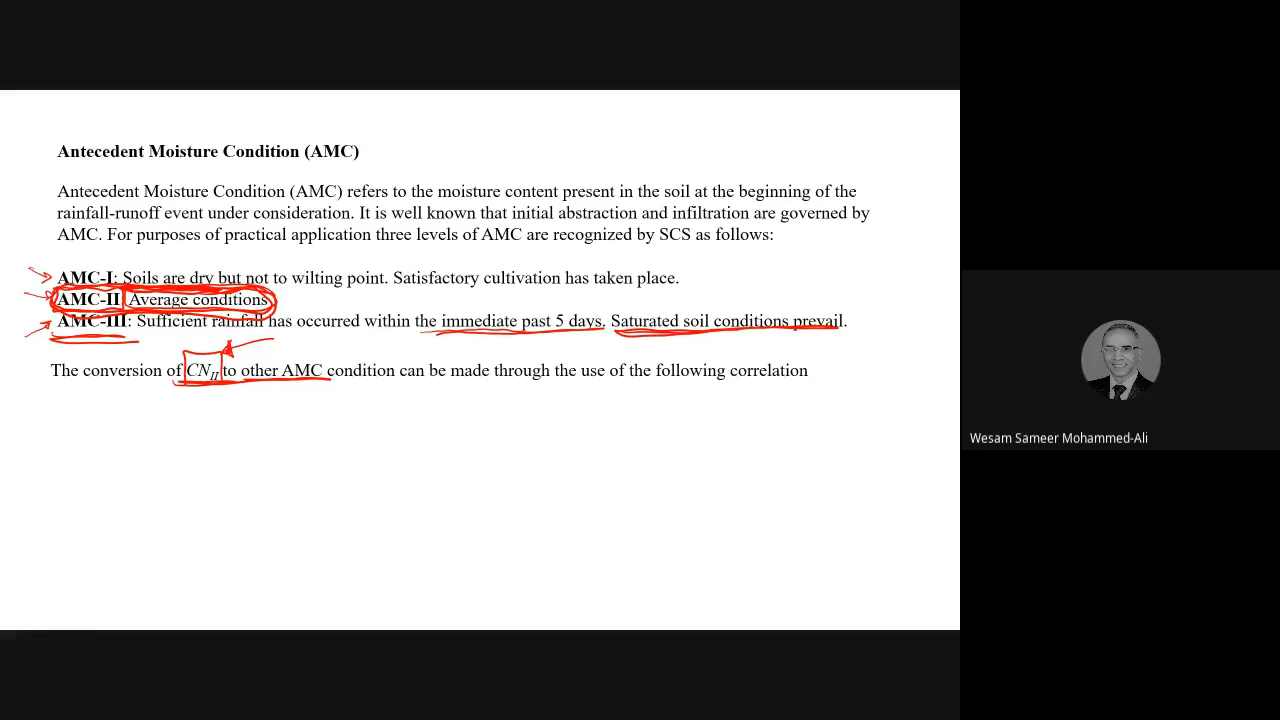 Antecedent Moisture Condition (AMC)
Antecedent Moisture Condition (AMC) refers to the moisture content present in the soil at the beginning of the
rainfall-runoff event under consideration. It is well known that initial abstraction and infiltration are governed by
AMC. For purposes of practical application three levels of AMC are recognized by SCS as follows:
AMC-I: Soils are dry but not to wilting point. Satisfactory cultivation has taken place.
AMC-II Average conditions
AMC-III: Sufficient rainfall has occurred within the immediate past 5 days. Saturated soil conditions prevail.
The conversion of CNII to other AMC condition can be made through the use of the following correlation
Wesam Sameer Mohammed-Ali